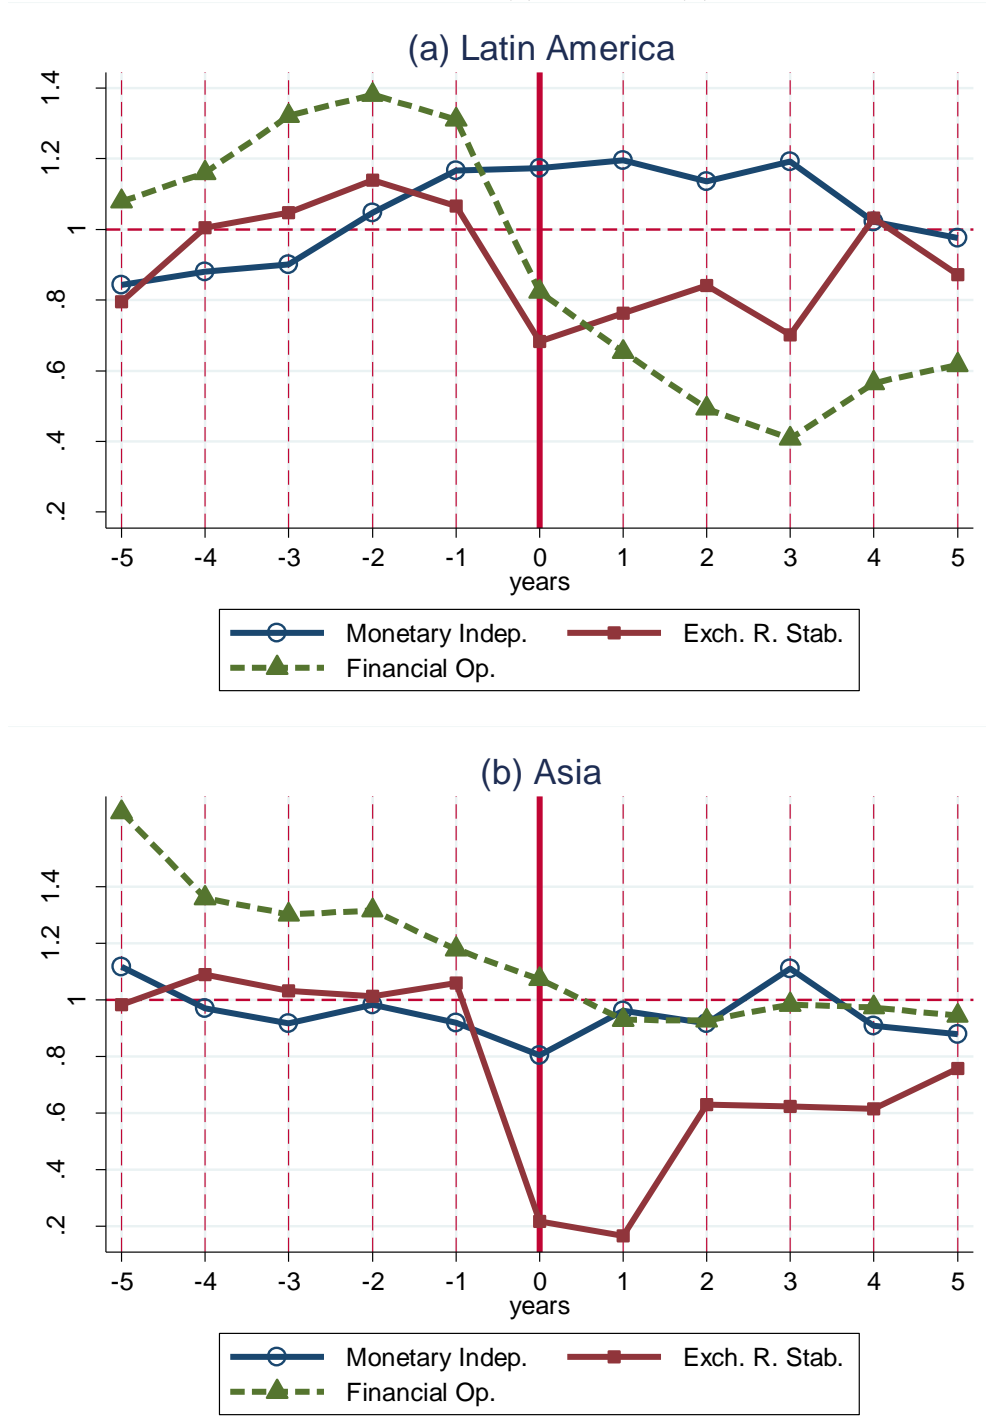 (a) Latin America
1.4
1.2
1
.8
.6
.4
.2
-5 -4 -3 -2 -1 0 1 2 3 4 5
years
Monetary Indep. Exch. R. Stab.
Financial Op.
(b) Asia
1.4
1.2
1
.8
.6
.4
.2
-5 -4 -3 -2 -1 0 1 2 3 4 5
years
Monetary Indep. Exch. R. Stab.
Financial Op.